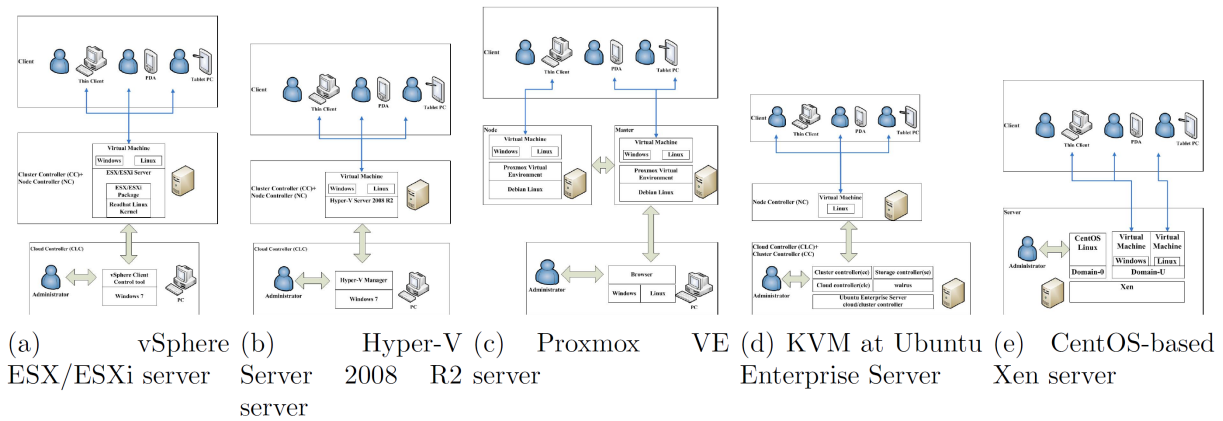 Client
Thin Client
PDA
Tablet PC
Virtual Machine
Windows
Linux
ESX/ESXi Server
ESX/ESXi
Package
Readhat Linux
Kernel
Cluster Controller (CC)+
Node Controller (NC)
Cloud Controller (CLC)
Administrator
vSphere Client
Control tool
Windows 7
PC
(a) vSphere
ESX/ESXi server
Client
Thin Client
PDA
Tablet PC
Cluster Controller (CC)+
Node Controller (NC)
Virtual Machine
Windows
Linux
Hyper-V Server 2008 R2
Cloud Controller (CLC)
Administrator
Hyper-V Manager
Windows 7
PC
(b) Hyper-V
Server 2008 R2
server
Client
Thin Client
PDA
Tablet PC
Node
Virtual Machine
Windows
Linux
Proxmox Virtual
Environment
Debian Linux
Master
Virtual Machine
Windows
Linux
Proxmox Virtual
Environment
Debian Linux
Administrator
Browser
Windows
Linux
PC
(c) Proxmox VE
server
Client
Thin Client
PDA
Tablet PC
Node Controller (NC)
Virtual Machine
Linux
Cloud Controller (CLC)+
Cluster Controller (CC)
Administrator
Cluster controller(cc)
Storage controller(sc)
Cloud controller(clc)
walrus
Ubuntu Enterprise Server
cloud/cluster controller
(d) KVM at Ubuntu
Enterprise Server
Client
Thin Client
PDA
Tablet PC
Server
Administrator
CentOS
Linux
Domain-0
Virtual
Machine
Windows
Virtual
Machine
Linux
Domain-U
Xen
(e) CentOS-based
Xen server